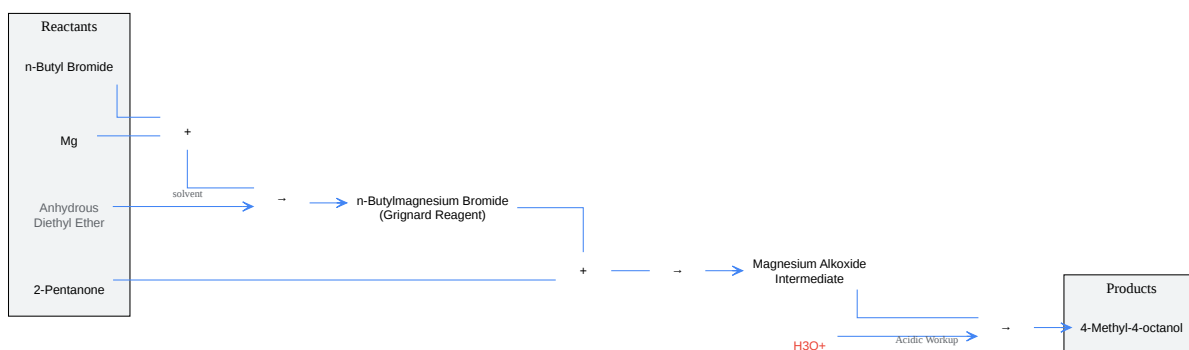 Reactants
n-Butyl Bromide
Mg
+
solvent
Anhydrous
Diethyl Ether
→
n-Butylmagnesium Bromide
(Grignard Reagent)
2-Pentanone
+
→
Magnesium Alkoxide
Intermediate
H3O+
Acidic Workup
→
Products
4-Methyl-4-octanol